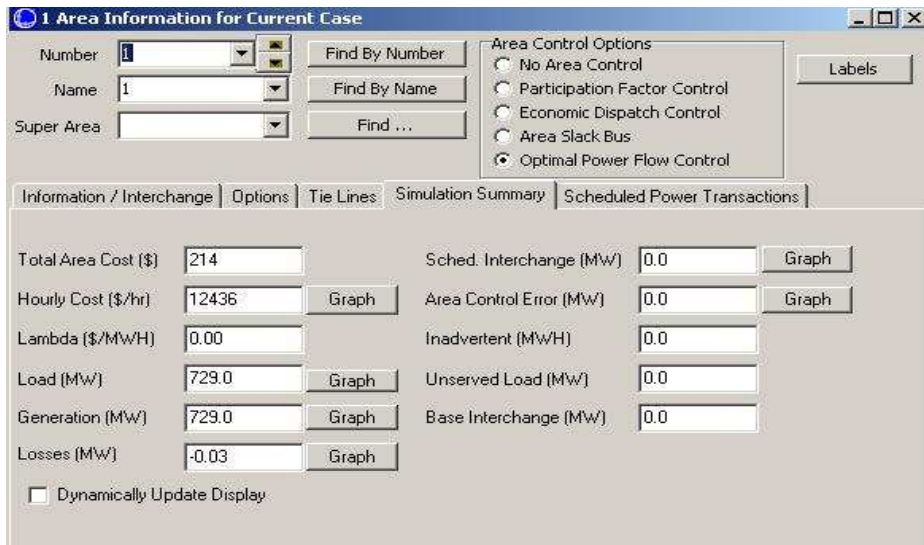 1 Area Information for Current Case
Number 1 Find By Number
Name 1 Find By Name
Super Area Find ...
Area Control Options
No Area Control
Participation Factor Control
Economic Dispatch Control
Area Slack Bus
Optimal Power Flow Control
Labels
Information / Interchange Options Tie Lines Simulation Summary Scheduled Power Transactions
Total Area Cost ($) 214 Sched. Interchange (MW) 0.0 Graph
Hourly Cost ($/hr) 12436 Graph Area Control Error (MW) 0.0 Graph
Lambda ($/MWH) 0.00 Inadvertent (MWH) 0.0
Load (MW) 729.0 Graph Unserved Load (MW) 0.0
Generation (MW) 729.0 Graph Base Interchange (MW) 0.0
Losses (MW) -0.03 Graph
Dynamically Update Display